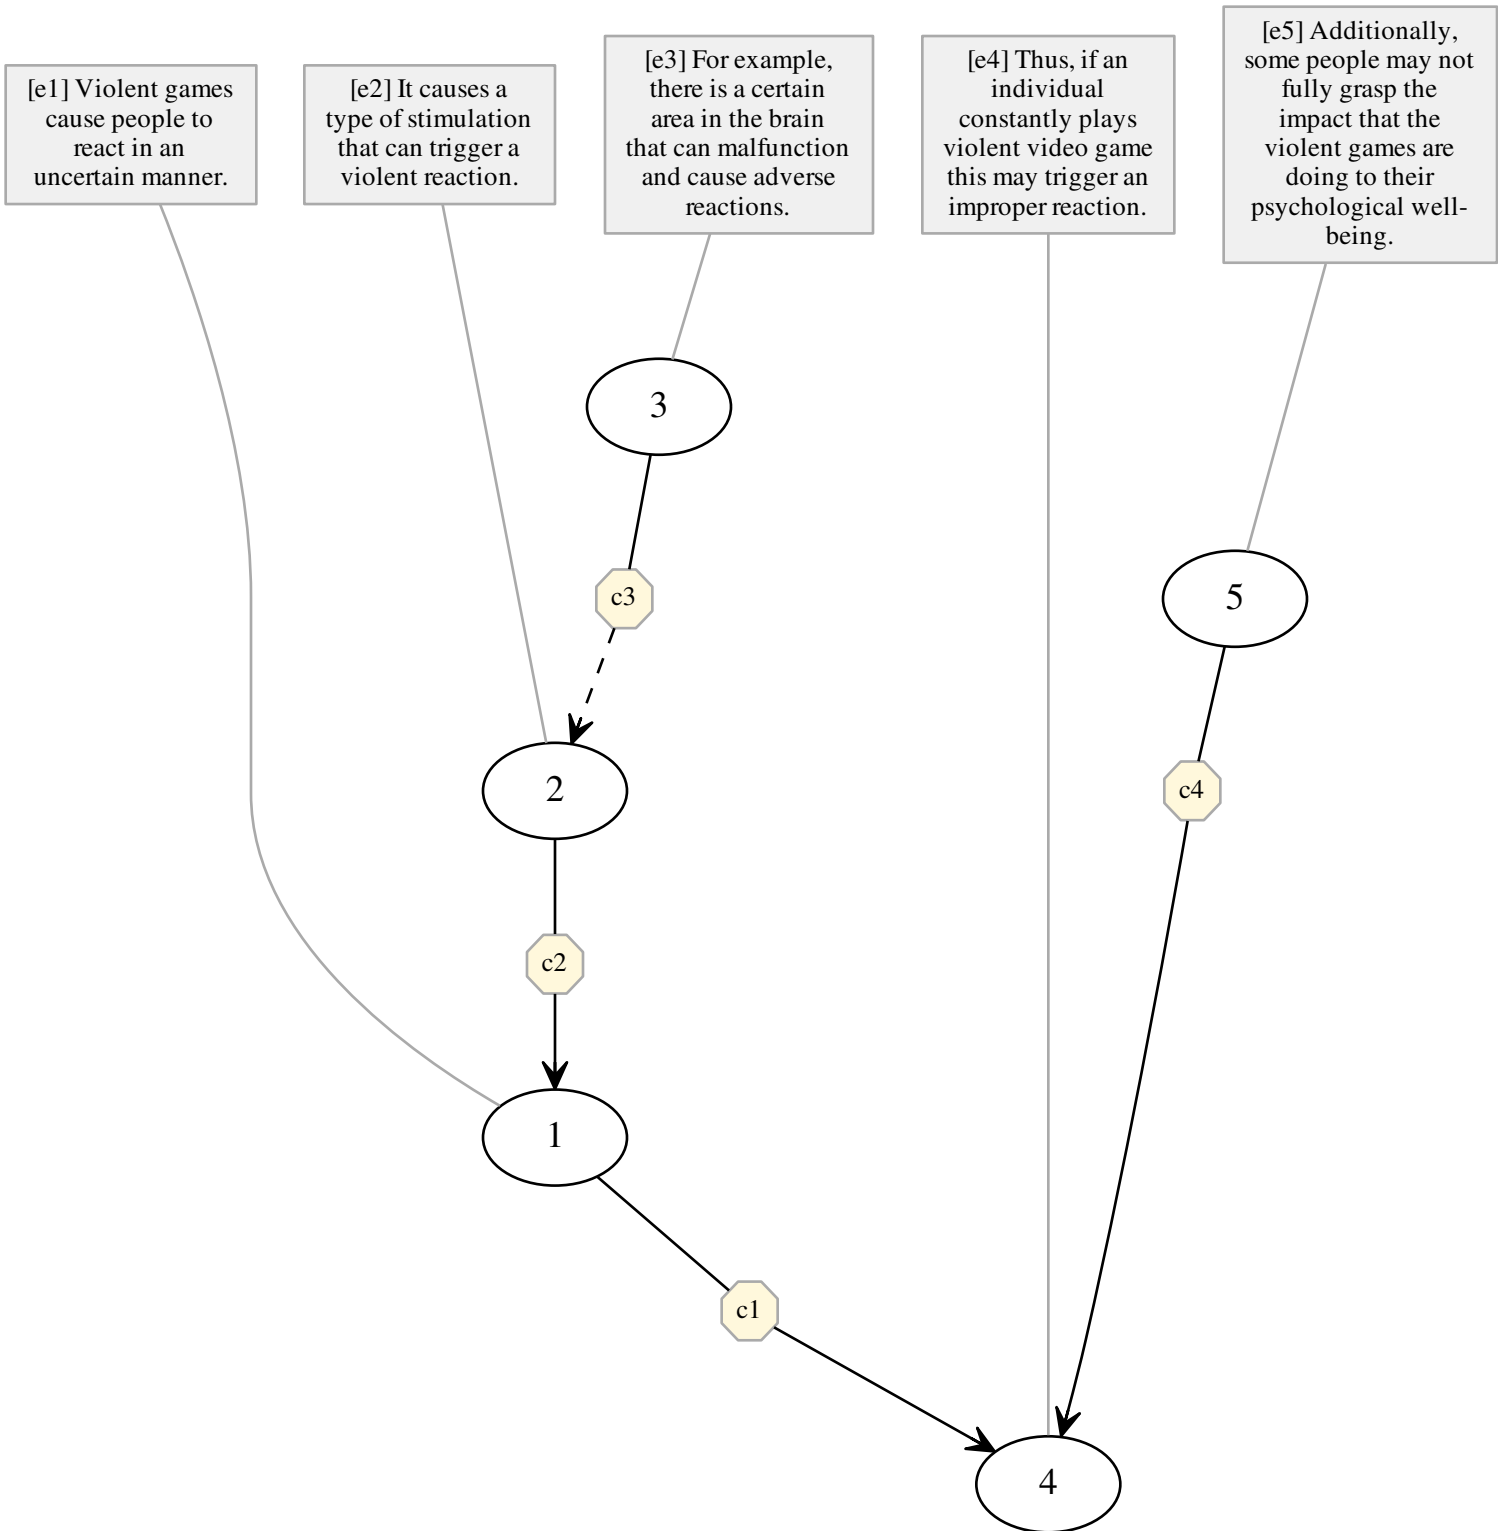 [e1] Violent games
cause people to
react in an
uncertain manner.
[e2] It causes a
type of stimulation
that can trigger a
violent reaction.
[e3] For example,
there is a certain
area in the brain
that can malfunction
and cause adverse
reactions.
[e4] Thus, if an
individual
constantly plays
violent video game
this may trigger an
improper reaction.
[e5] Additionally,
some people may not
fully grasp the
impact that the
violent games are
doing to their
psychological well-
being.
3
c3
5
2
c4
c2
1
c1
4